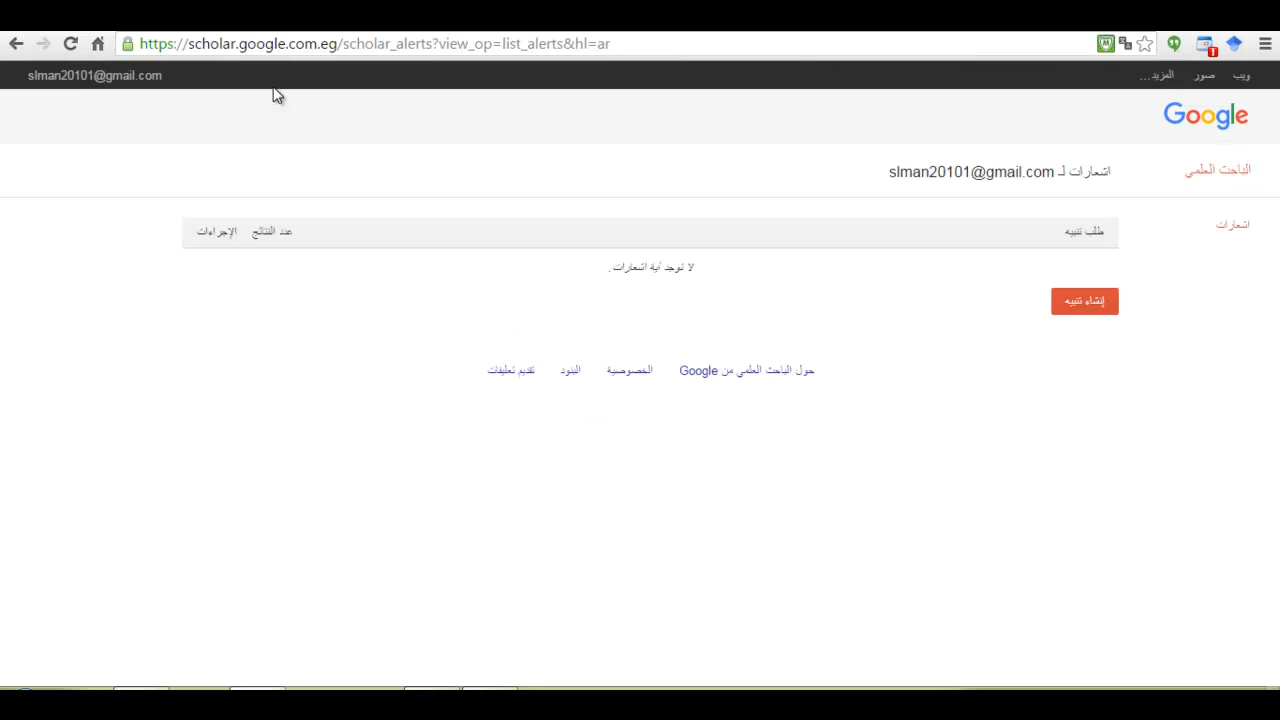 https://scholar.google.com.eg/scholar_alerts?view_op=list_alerts&hl=ar
ويب صور المزيد...
slman20101@gmail.com
Google
الباحث العلمي
اشعارات لـ slman20101@gmail.com
اشعارات
طلب تنبيه
عدد النتائج
الإجراءات
لا توجد أية اشعارات.
إنشاء تنبيه
حول الباحث العلمي من Google الخصوصية البنود تقديم تعليقات